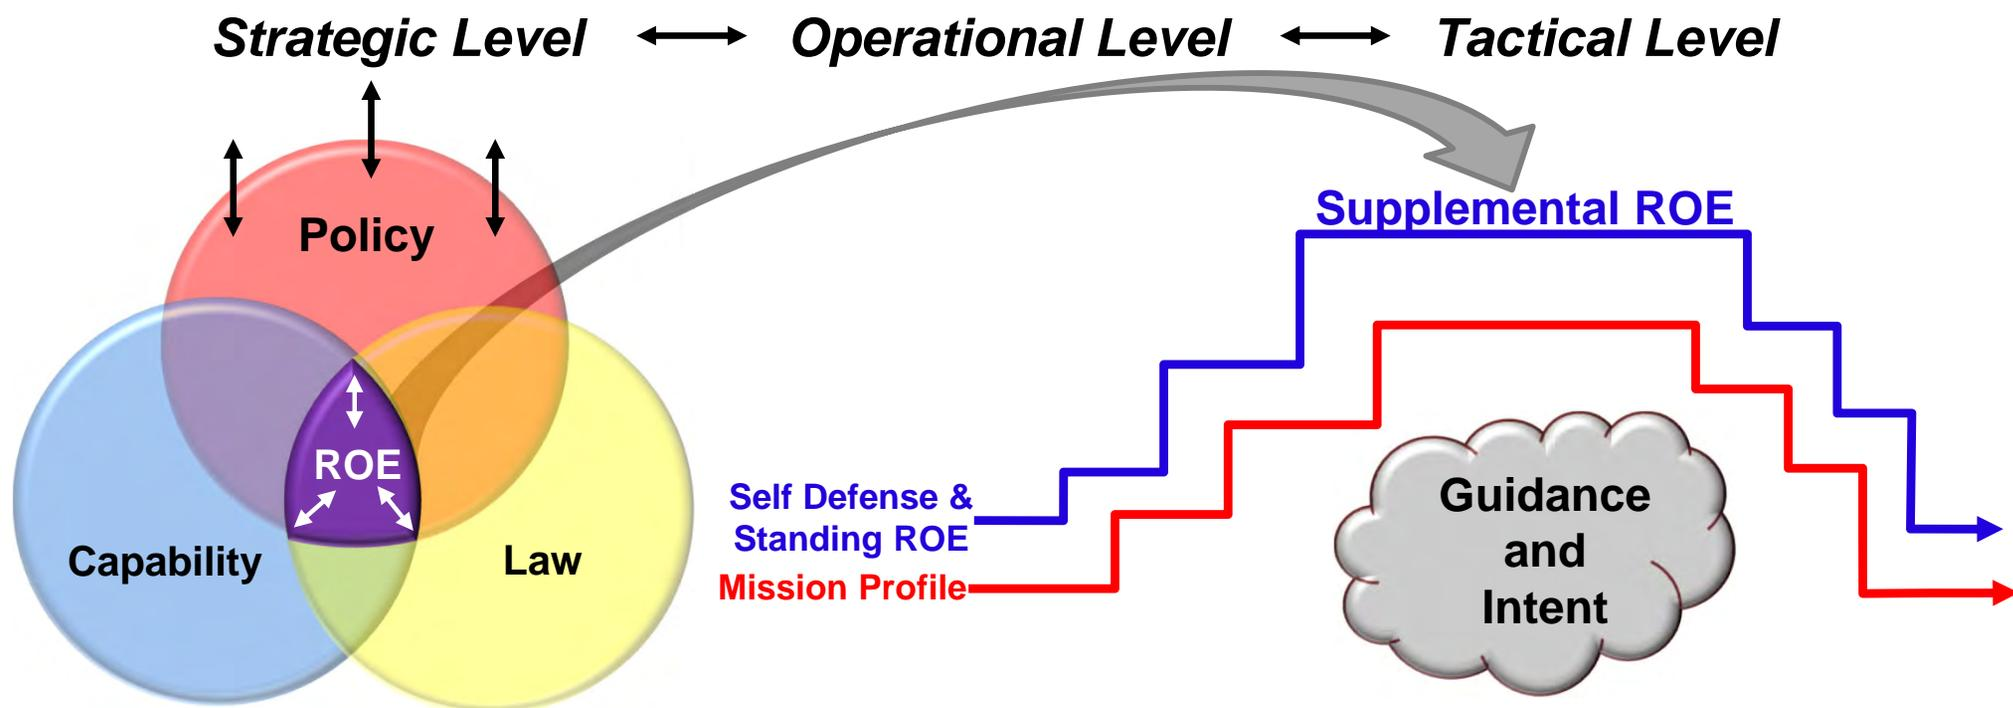 Strategic Level
Operational Level
Tactical Level
Policy
Capability
ROE
Law
Supplemental ROE
Self Defense &
Standing ROE
Mission Profile
Guidance
and
Intent